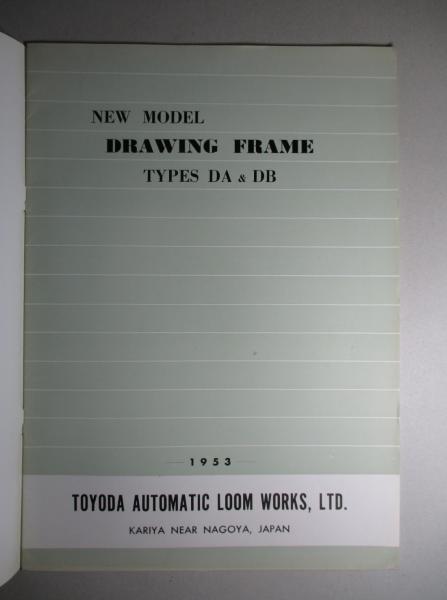 NEW MODEL
DRAWING FRAME
TYPES DA & DB
1953
TOYODA AUTOMATIC LOOM WORKS, LTD.
KARIYA NEAR NAGOYA, JAPAN